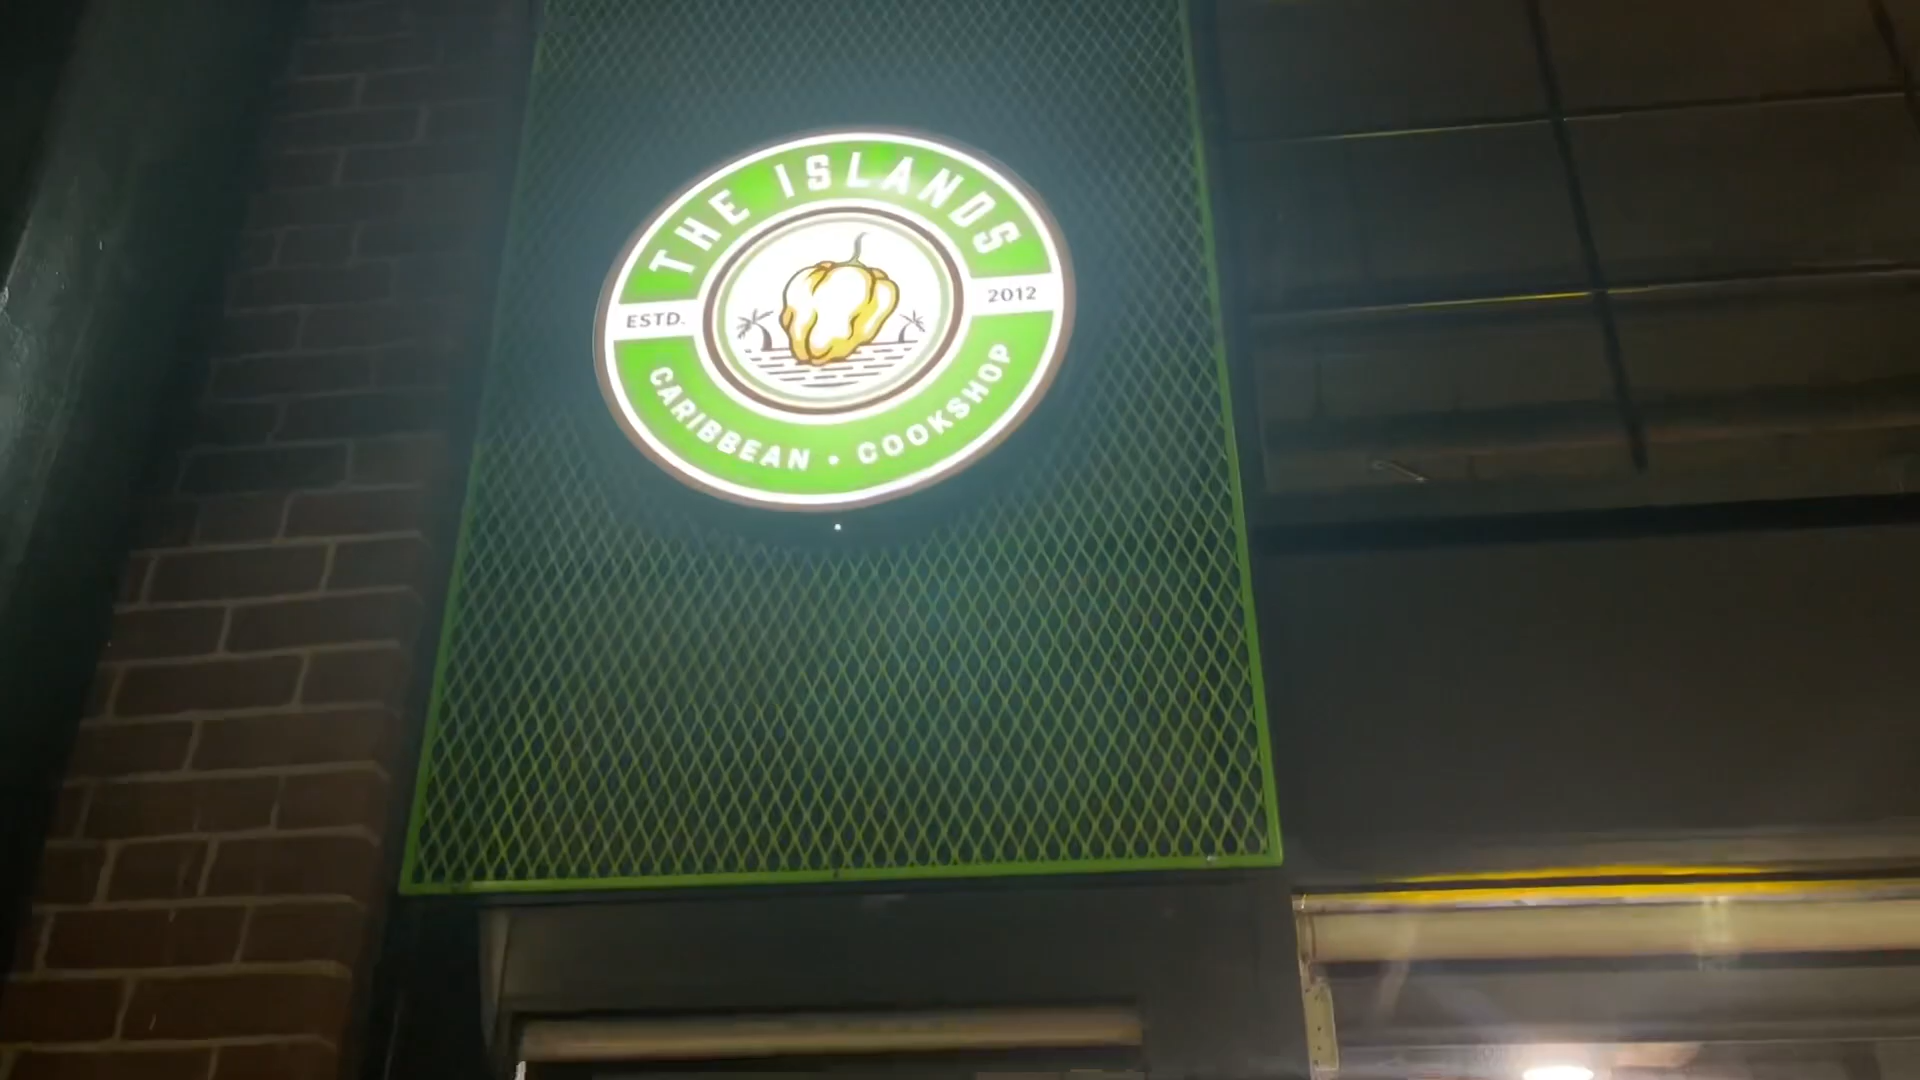 THE ISLANDS
ESTD. 2012
CARIBBEAN • COOKSHOP